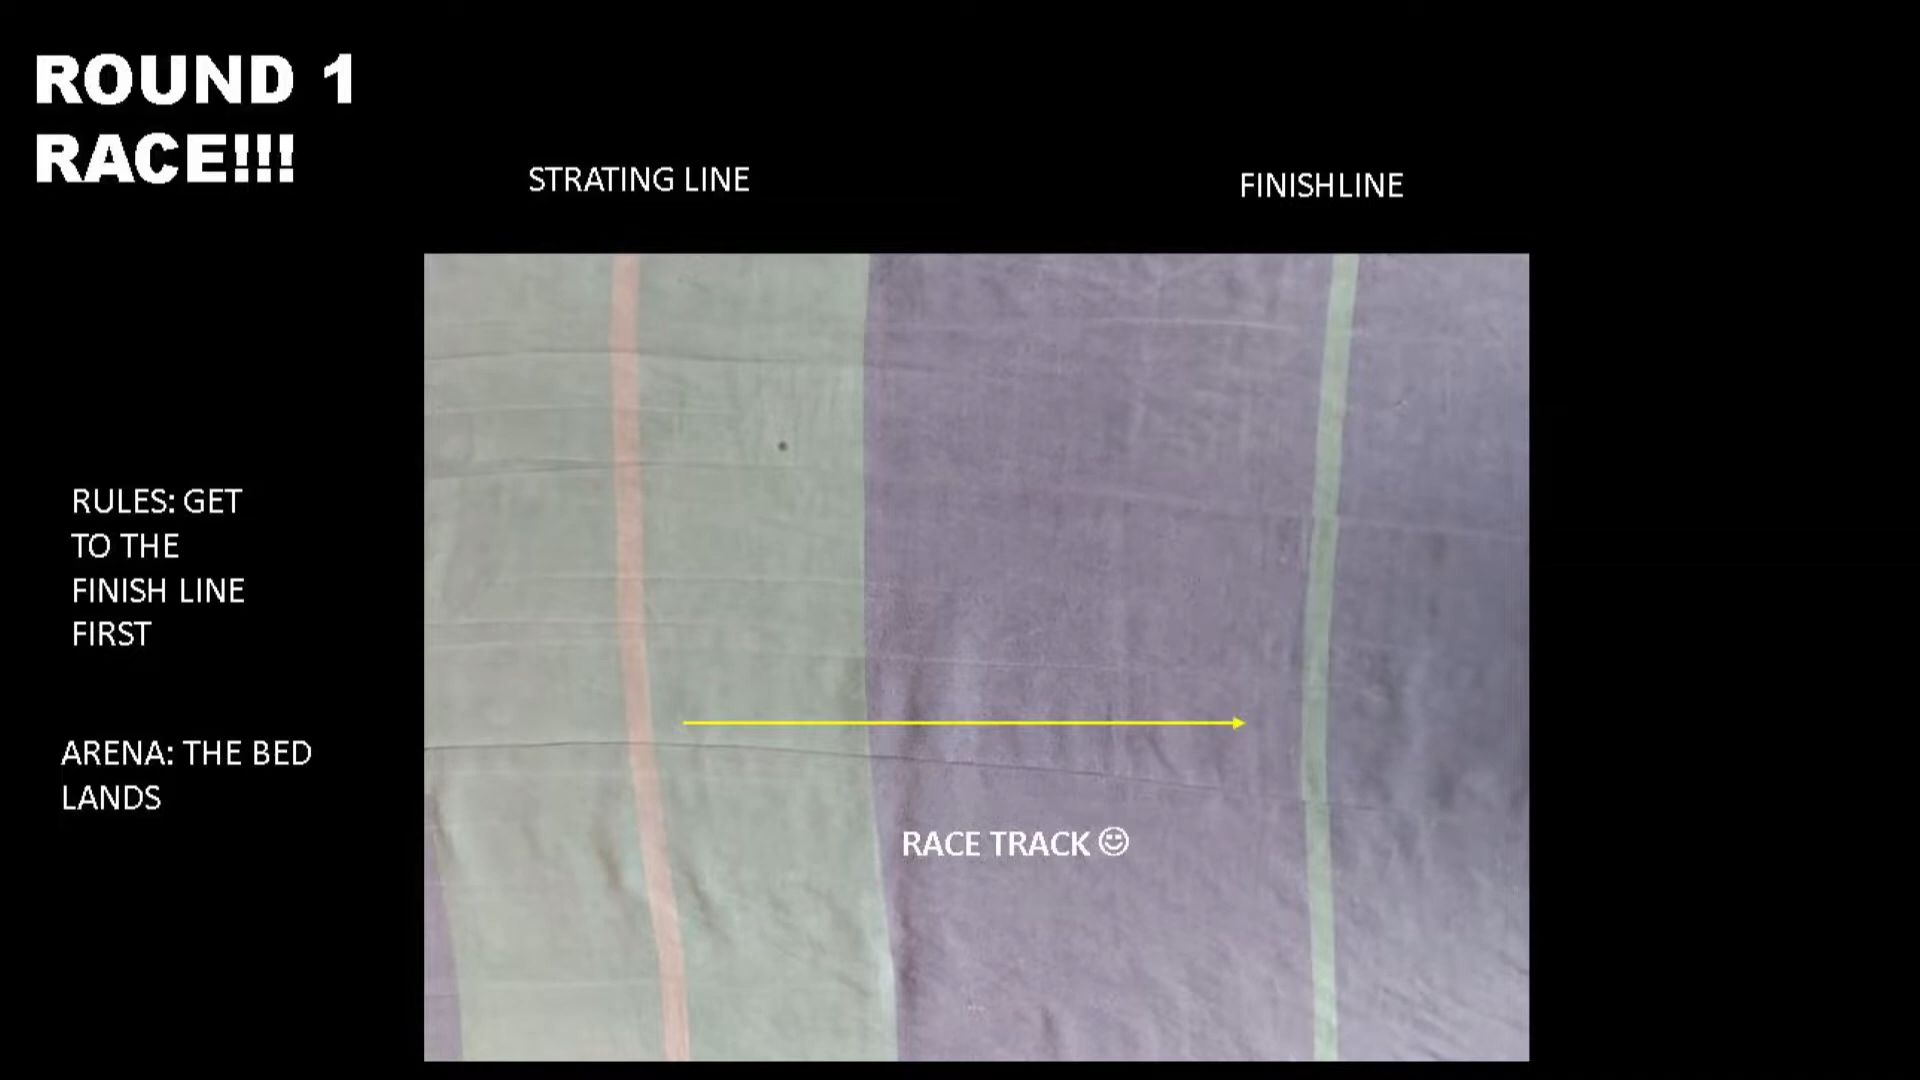 ROUND 1
RACE!!!
STRATING LINE
FINISHLINE
RULES: GET
TO THE
FINISH LINE
FIRST
ARENA: THE BED
LANDS
RACE TRACK 😊